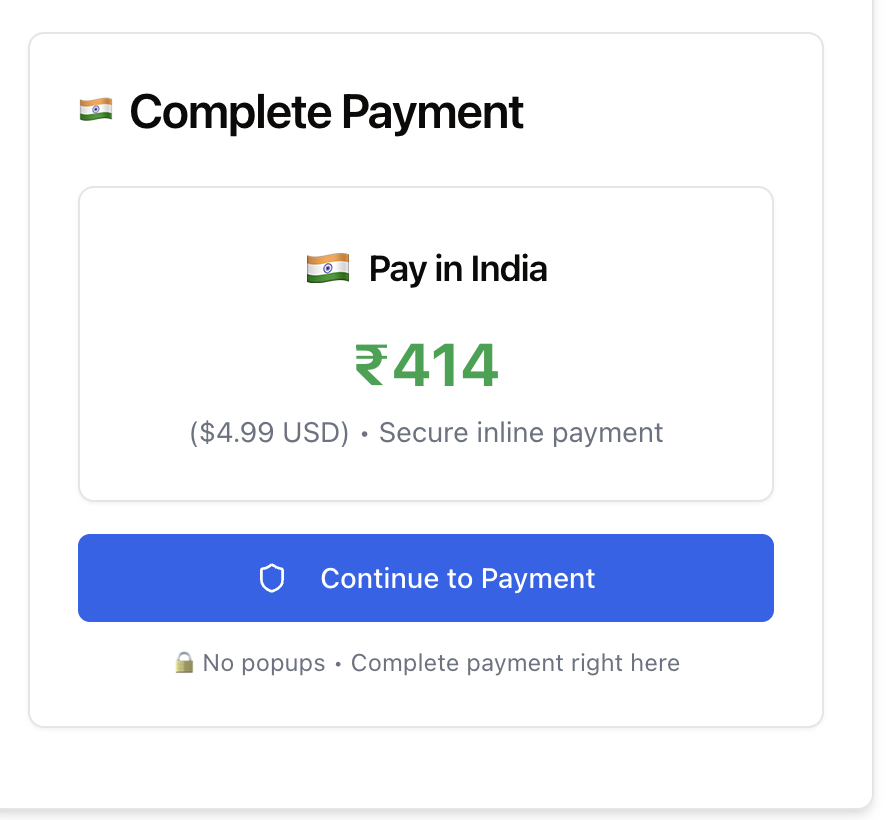 🇮🇳 Complete Payment
🇮🇳 Pay in India
₹414
($4.99 USD) • Secure inline payment
Continue to Payment
🔒 No popups • Complete payment right here